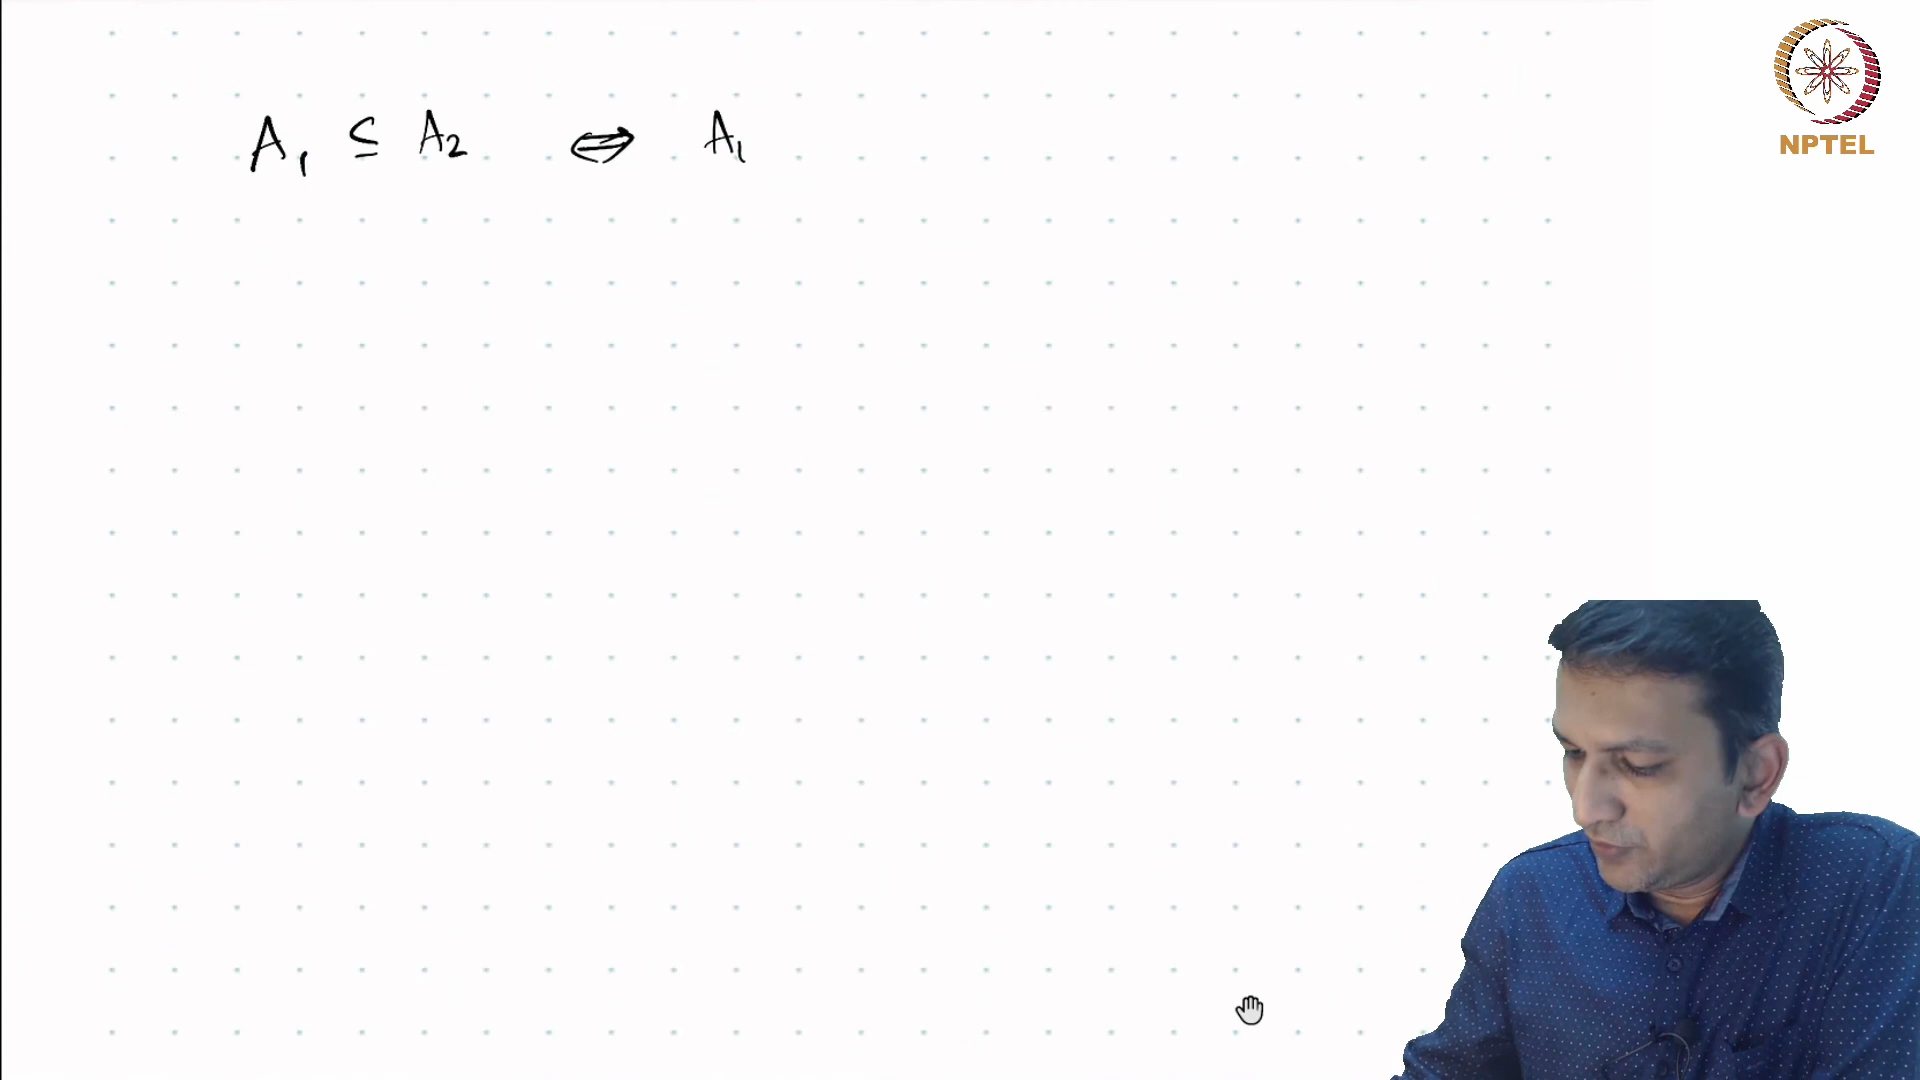 A₁ ⊆ A₂ ⇔ A₁
NPTEL